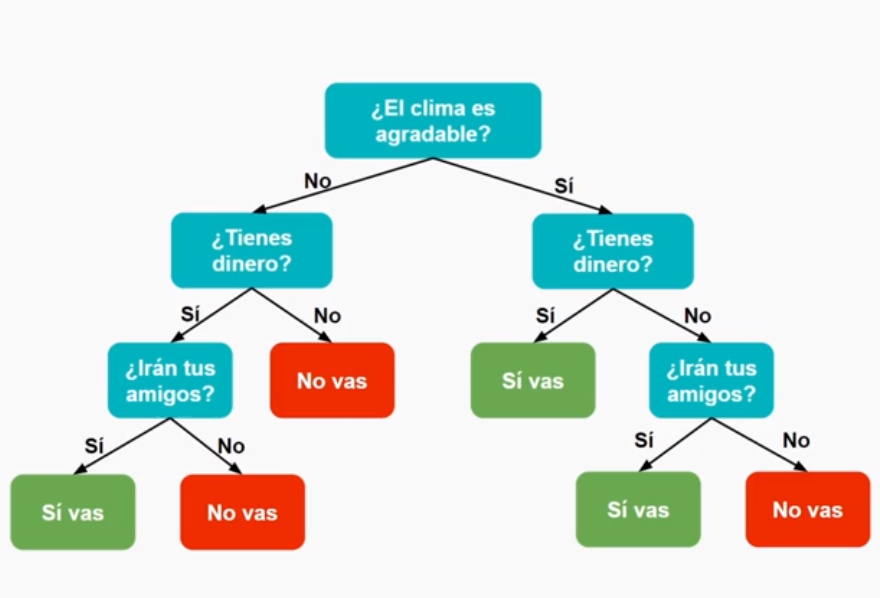 ¿El clima es
agradable?
No
Sí
¿Tienes
dinero?
¿Tienes
dinero?
Sí
No
Sí
No
¿Irán tus
amigos?
No vas
Sí vas
¿Irán tus
amigos?
Sí
No
Sí
No
Sí vas
No vas
Sí vas
No vas